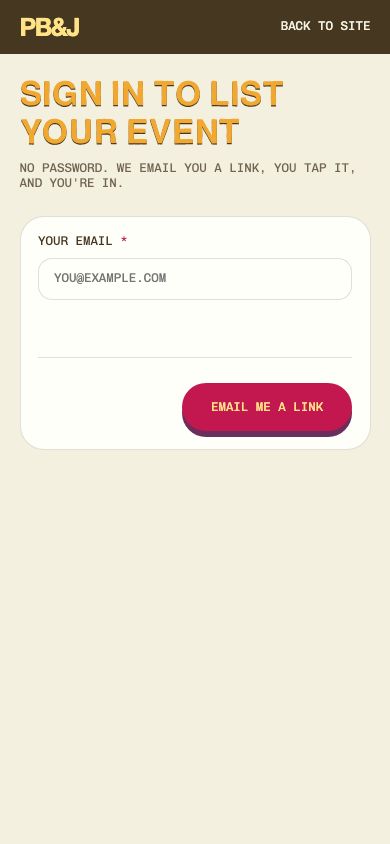 PB&J
BACK TO SITE
SIGN IN TO LIST
YOUR EVENT
NO PASSWORD. WE EMAIL YOU A LINK, YOU TAP IT,
AND YOU'RE IN.
YOUR EMAIL *
YOU@EXAMPLE.COM
EMAIL ME A LINK